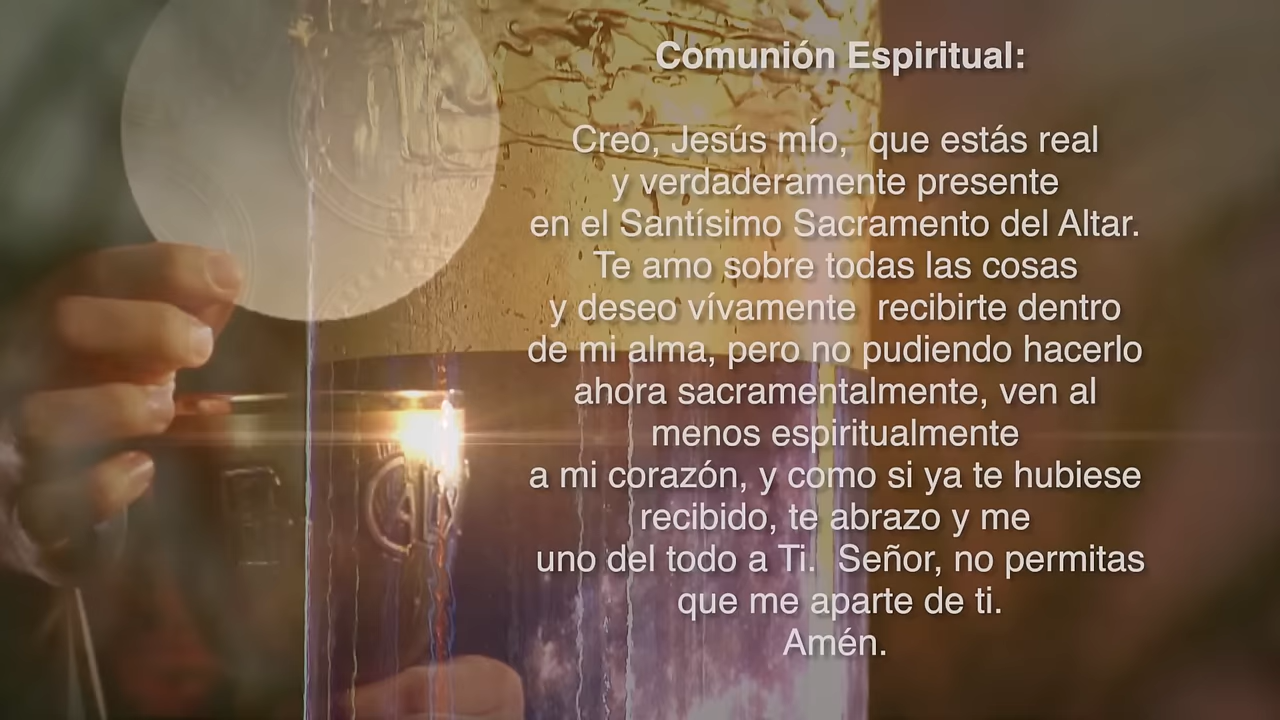 Comunión Espiritual:
Creo, Jesús mÍo,  que estás real
y verdaderamente presente
en el Santísimo Sacramento del Altar.
Te amo sobre todas las cosas
y deseo vívamente  recibirte dentro
de mi alma, pero no pudiendo hacerlo
ahora sacramentalmente, ven al
menos espiritualmente
a mi corazón, y como si ya te hubiese
recibido, te abrazo y me
uno del todo a Ti.  Señor, no permitas
que me aparte de ti.
Amén.